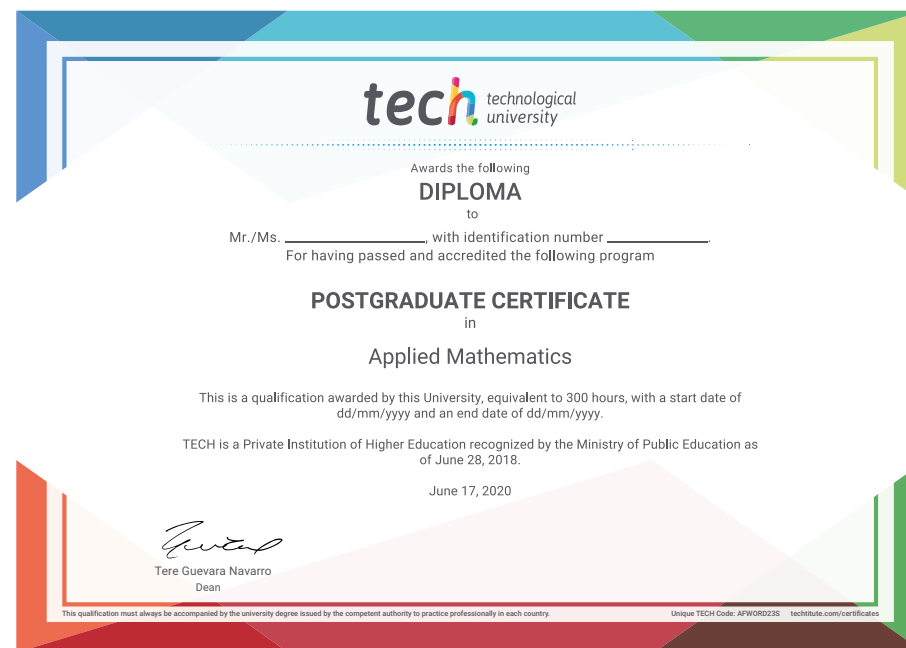 tech technological
university
Awards the following
DIPLOMA
to
Mr./Ms. ____________________, with identification number ______________.
For having passed and accredited the following program
POSTGRADUATE CERTIFICATE
in
Applied Mathematics
This is a qualification awarded by this University, equivalent to 300 hours, with a start date of
dd/mm/yyyy and an end date of dd/mm/yyyy.
TECH is a Private Institution of Higher Education recognized by the Ministry of Public Education as
of June 28, 2018.
June 17, 2020
Tere Guevara Navarro
Dean
This qualification must always be accompanied by the university degree issued by the competent authority to practice professionally in each country. Unique TECH Code: AFWORD23S techtitute.com/certificates